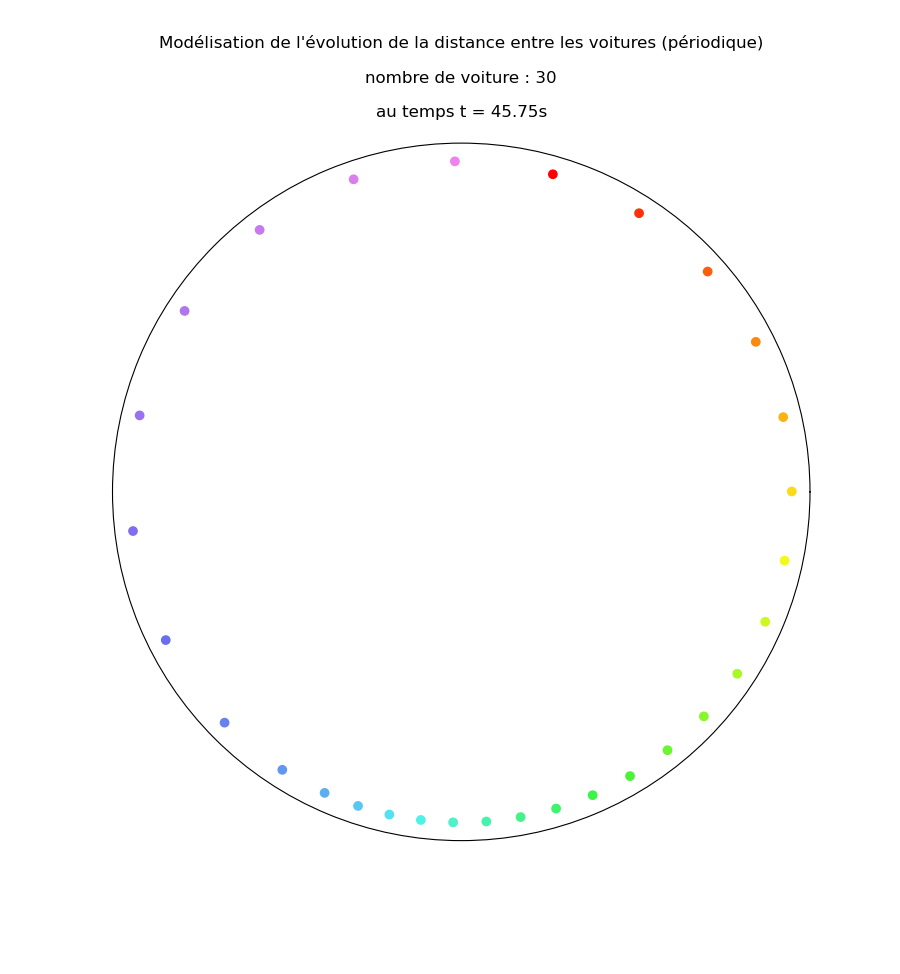 Modélisation de l'évolution de la distance entre les voitures (périodique)
nombre de voiture : 30
au temps t = 45.75s